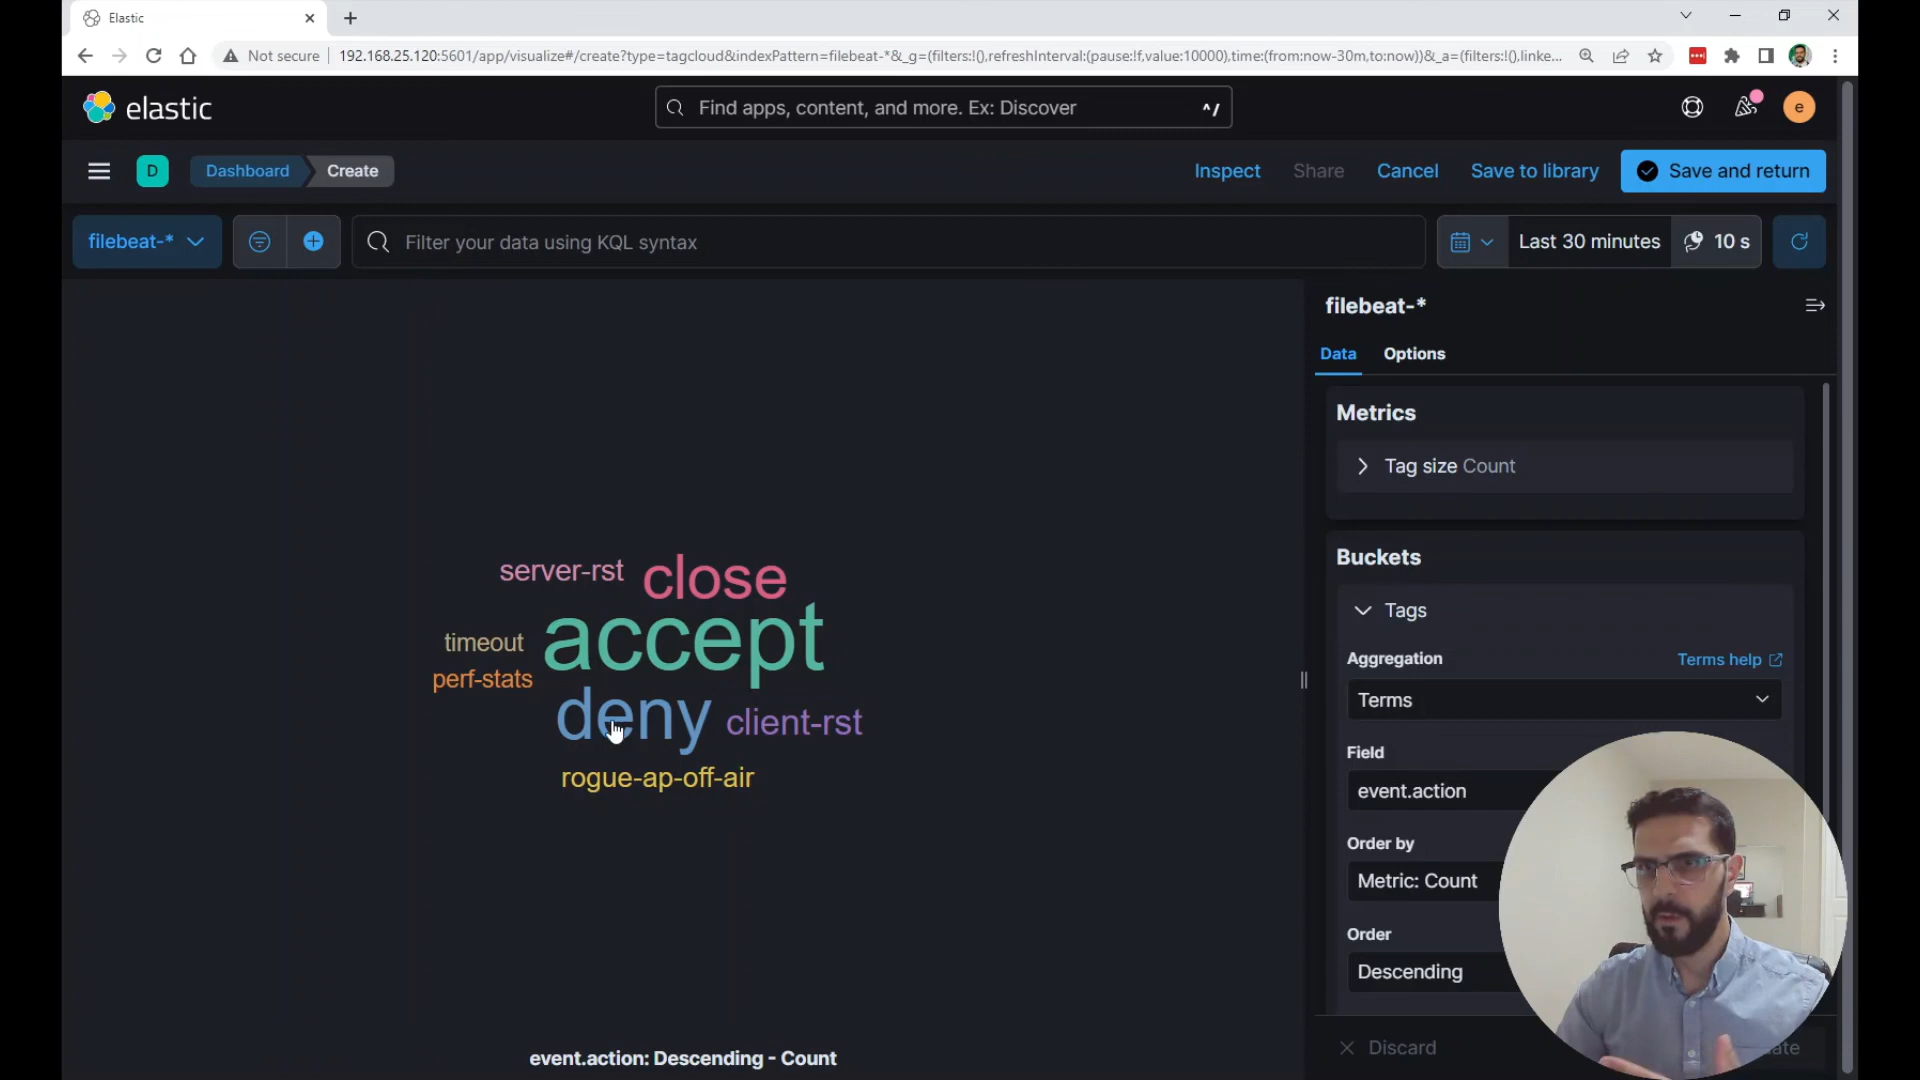 Elastic
Not secure
192.168.25.120:5601/app/visualize#/create?type=tagcloud&indexPattern=filebeat-*&_g=(filters:!(),refreshInterval:(pause:!f,value:10000),time:(from:now-30m,to:now))&_a=(filters:!(),linke...
elastic
Find apps, content, and more. Ex: Discover
^/
e
D
Dashboard
Create
Inspect
Share
Cancel
Save to library
Save and return
filebeat-*
Filter your data using KQL syntax
Last 30 minutes
10 s
filebeat-*
Data
Options
Metrics
Tag size Count
Buckets
Tags
Aggregation
Terms help
Terms
Field
event.action
Order by
Metric: Count
Order
Descending
Discard
server-rst
close
timeout
accept
perf-stats
deny
client-rst
rogue-ap-off-air
event.action: Descending - Count